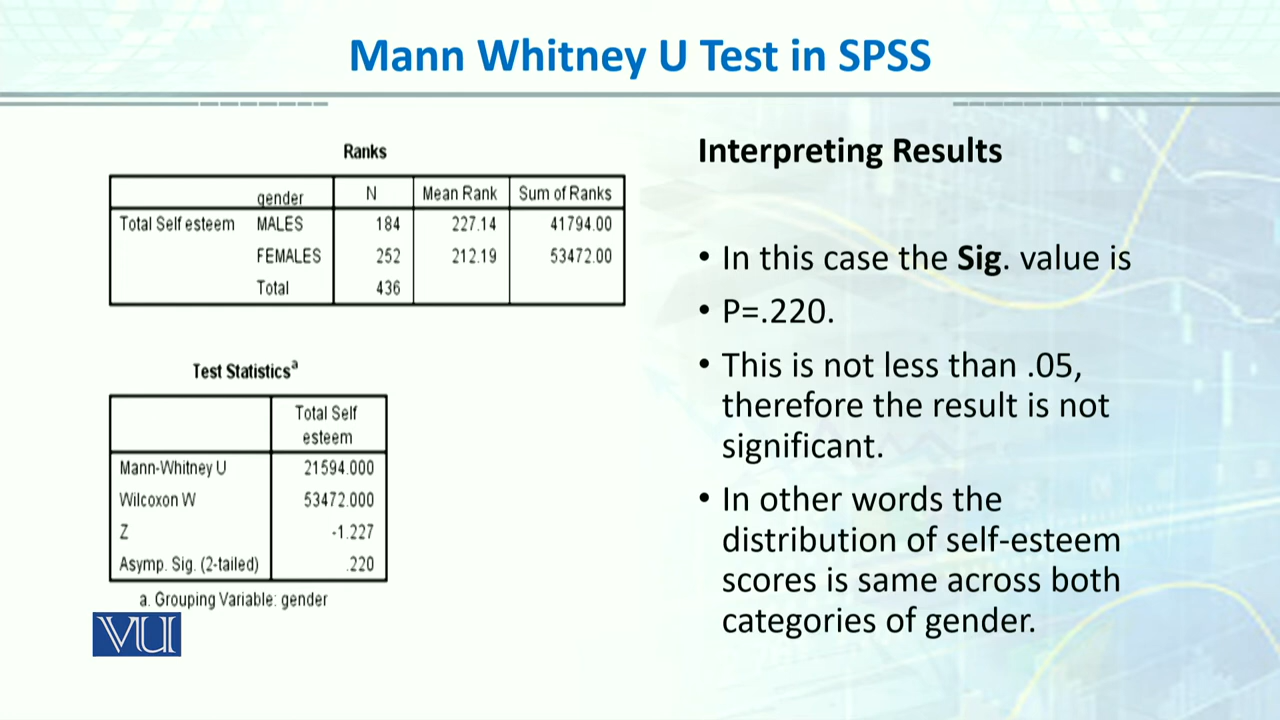 Mann Whitney U Test in SPSS
Ranks
gender N Mean Rank Sum of Ranks
Total Self esteem MALES 184 227.14 41794.00
FEMALES 252 212.19 53472.00
Total 436
Test Statisticsa
Total Self
esteem
Mann-Whitney U 21594.000
Wilcoxon W 53472.000
Z -1.227
Asymp. Sig. (2-tailed) .220
a. Grouping Variable: gender
VU
Interpreting Results
• In this case the Sig. value is
• P=.220.
• This is not less than .05,
therefore the result is not
significant.
• In other words the
distribution of self-esteem
scores is same across both
categories of gender.